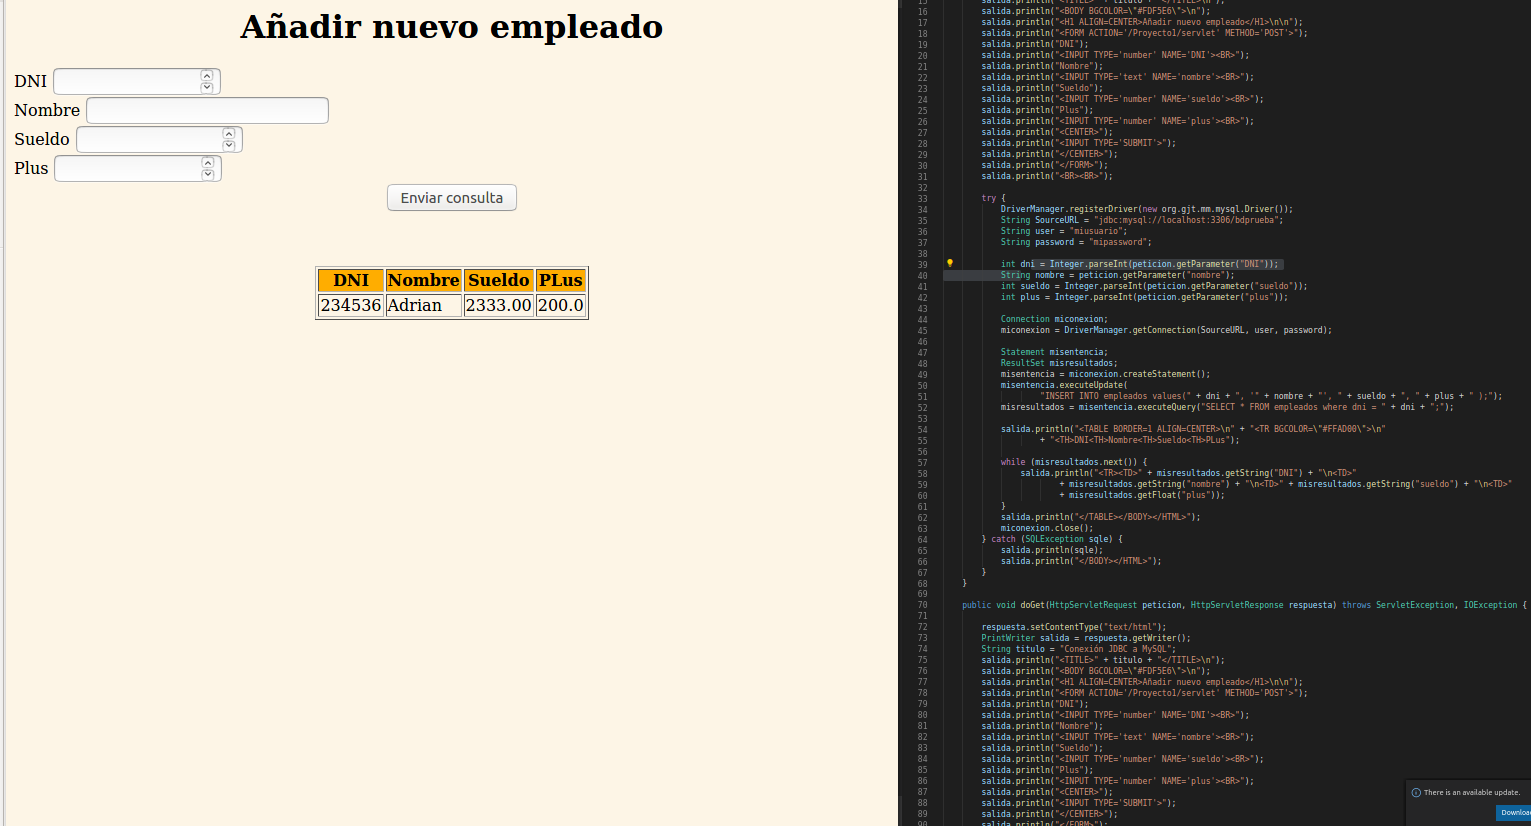 Añadir nuevo empleado
DNI
Nombre
Sueldo
Plus
Enviar consulta
DNI Nombre Sueldo PLus
234536 Adrian 2333.00 200.0
16 salida.println("<BODY BGCOLOR=\"#FDF5E6\">\n");
17 salida.println("<H1 ALIGN=CENTER>Añadir nuevo empleado</H1>\n\n");
18 salida.println("<FORM ACTION='/Proyecto1/servlet' METHOD='POST'>");
19 salida.println("DNI");
20 salida.println("<INPUT TYPE='number' NAME='DNI'><BR>");
21 salida.println("Nombre");
22 salida.println("<INPUT TYPE='text' NAME='nombre'><BR>");
23 salida.println("Sueldo");
24 salida.println("<INPUT TYPE='number' NAME='sueldo'><BR>");
25 salida.println("Plus");
26 salida.println("<INPUT TYPE='number' NAME='plus'><BR>");
27 salida.println("<CENTER>");
28 salida.println("<INPUT TYPE='SUBMIT'>");
29 salida.println("</CENTER>");
30 salida.println("</FORM>");
31 salida.println("<BR><BR>");
32
33 try {
34 DriverManager.registerDriver(new org.gjt.mm.mysql.Driver());
35 String SourceURL = "jdbc:mysql://localhost:3306/bdprueba";
36 String user = "miusuario";
37 String password = "mipassword";
38
39 int dni = Integer.parseInt(peticion.getParameter("DNI"));
40 String nombre = peticion.getParameter("nombre");
41 int sueldo = Integer.parseInt(peticion.getParameter("sueldo"));
42 int plus = Integer.parseInt(peticion.getParameter("plus"));
43
44 Connection miconexion;
45 miconexion = DriverManager.getConnection(SourceURL, user, password);
46
47 Statement misentencia;
48 ResultSet misresultados;
49 misentencia = miconexion.createStatement();
50 misentencia.executeUpdate(
51 "INSERT INTO empleados values(" + dni + ", '" + nombre + "', " + sueldo + ", " + plus + " );");
52 misresultados = misentencia.executeQuery("SELECT * FROM empleados where dni = " + dni + ";");
53
54 salida.println("<TABLE BORDER=1 ALIGN=CENTER>\n" + "<TR BGCOLOR=\"#FFAD00\">\n"
55 + "<TH>DNI<TH>Nombre<TH>Sueldo<TH>PLus");
56
57 while (misresultados.next()) {
58 salida.println("<TR><TD>" + misresultados.getString("DNI") + "\n<TD>"
59 + misresultados.getString("nombre") + "\n<TD>" + misresultados.getString("sueldo") + "\n<TD>"
60 + misresultados.getFloat("plus"));
61 }
62 salida.println("</TABLE></BODY></HTML>");
63 miconexion.close();
64 } catch (SQLException sqle) {
65 salida.println(sqle);
66 salida.println("</BODY></HTML>");
67 }
68 }
69
70 public void doGet(HttpServletRequest peticion, HttpServletResponse respuesta) throws ServletException, IOException {
71
72 respuesta.setContentType("text/html");
73 PrintWriter salida = respuesta.getWriter();
74 String titulo = "Conexión JDBC a MySQL";
75 salida.println("<TITLE>" + titulo + "</TITLE>\n");
76 salida.println("<BODY BGCOLOR=\"#FDF5E6\">\n");
77 salida.println("<H1 ALIGN=CENTER>Añadir nuevo empleado</H1>\n\n");
78 salida.println("<FORM ACTION='/Proyecto1/servlet' METHOD='POST'>");
79 salida.println("DNI");
80 salida.println("<INPUT TYPE='number' NAME='DNI'><BR>");
81 salida.println("Nombre");
82 salida.println("<INPUT TYPE='text' NAME='nombre'><BR>");
83 salida.println("Sueldo");
84 salida.println("<INPUT TYPE='number' NAME='sueldo'><BR>");
85 salida.println("Plus");
86 salida.println("<INPUT TYPE='number' NAME='plus'><BR>");
87 salida.println("<CENTER>");
88 salida.println("<INPUT TYPE='SUBMIT'>");
89 salida.println("</CENTER>");
90 salida.println("</FORM>");
There is an available update.